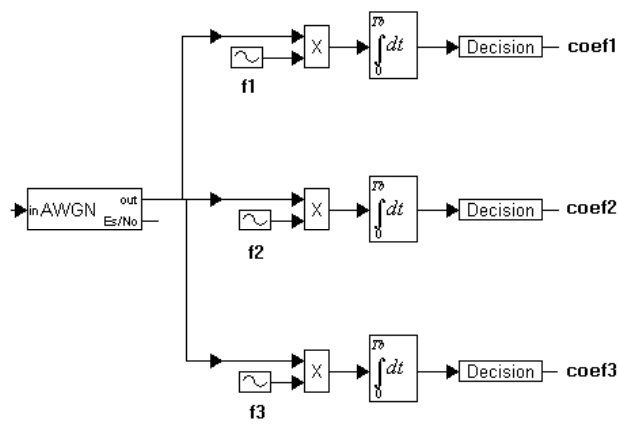 Tb
∫dt
0
X
Decision
coef1
f1
in AWGN
out
Es/No
Tb
∫dt
0
X
Decision
coef2
f2
Tb
∫dt
0
X
Decision
coef3
f3